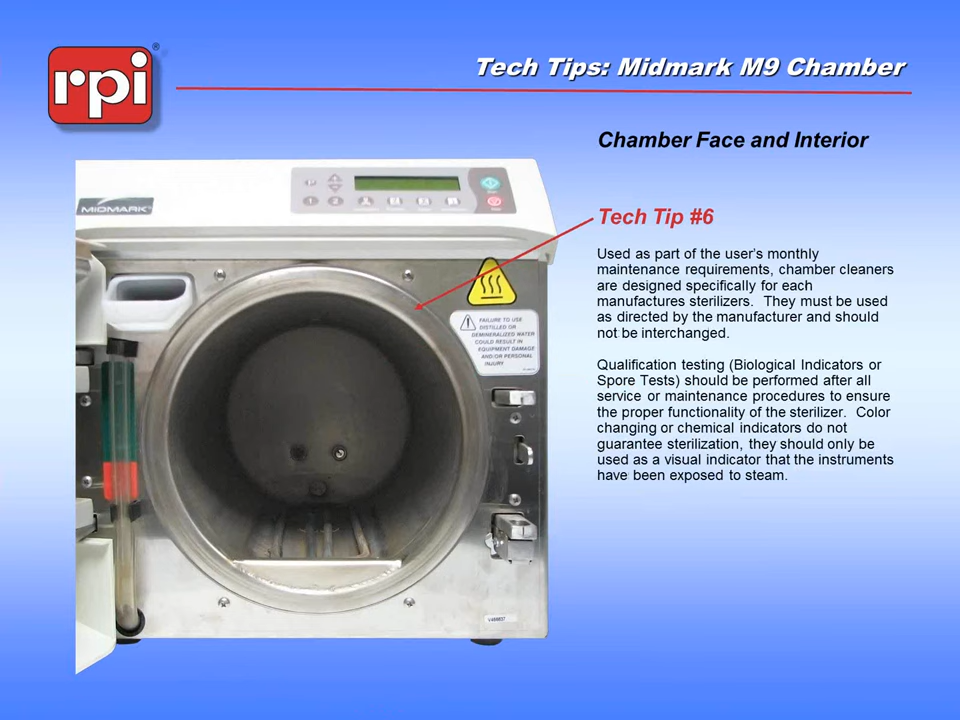 rpi®
Tech Tips: Midmark M9 Chamber
Chamber Face and Interior
Tech Tip #6
Used as part of the user's monthly
maintenance requirements, chamber cleaners
are designed specifically for each
manufactures sterilizers.  They must be used
as directed by the manufacturer and should
not be interchanged.
Qualification testing (Biological Indicators or
Spore Tests) should be performed after all
service or maintenance procedures to ensure
the proper functionality of the sterilizer.  Color
changing or chemical indicators do not
guarantee sterilization, they should only be
used as a visual indicator that the instruments
have been exposed to steam.
MIDMARK®
P
1 2
FAILURE TO USE
DISTILLED OR
DEMINERALIZED WATER
COULD RESULT IN
EQUIPMENT DAMAGE
AND/OR PERSONAL
INJURY